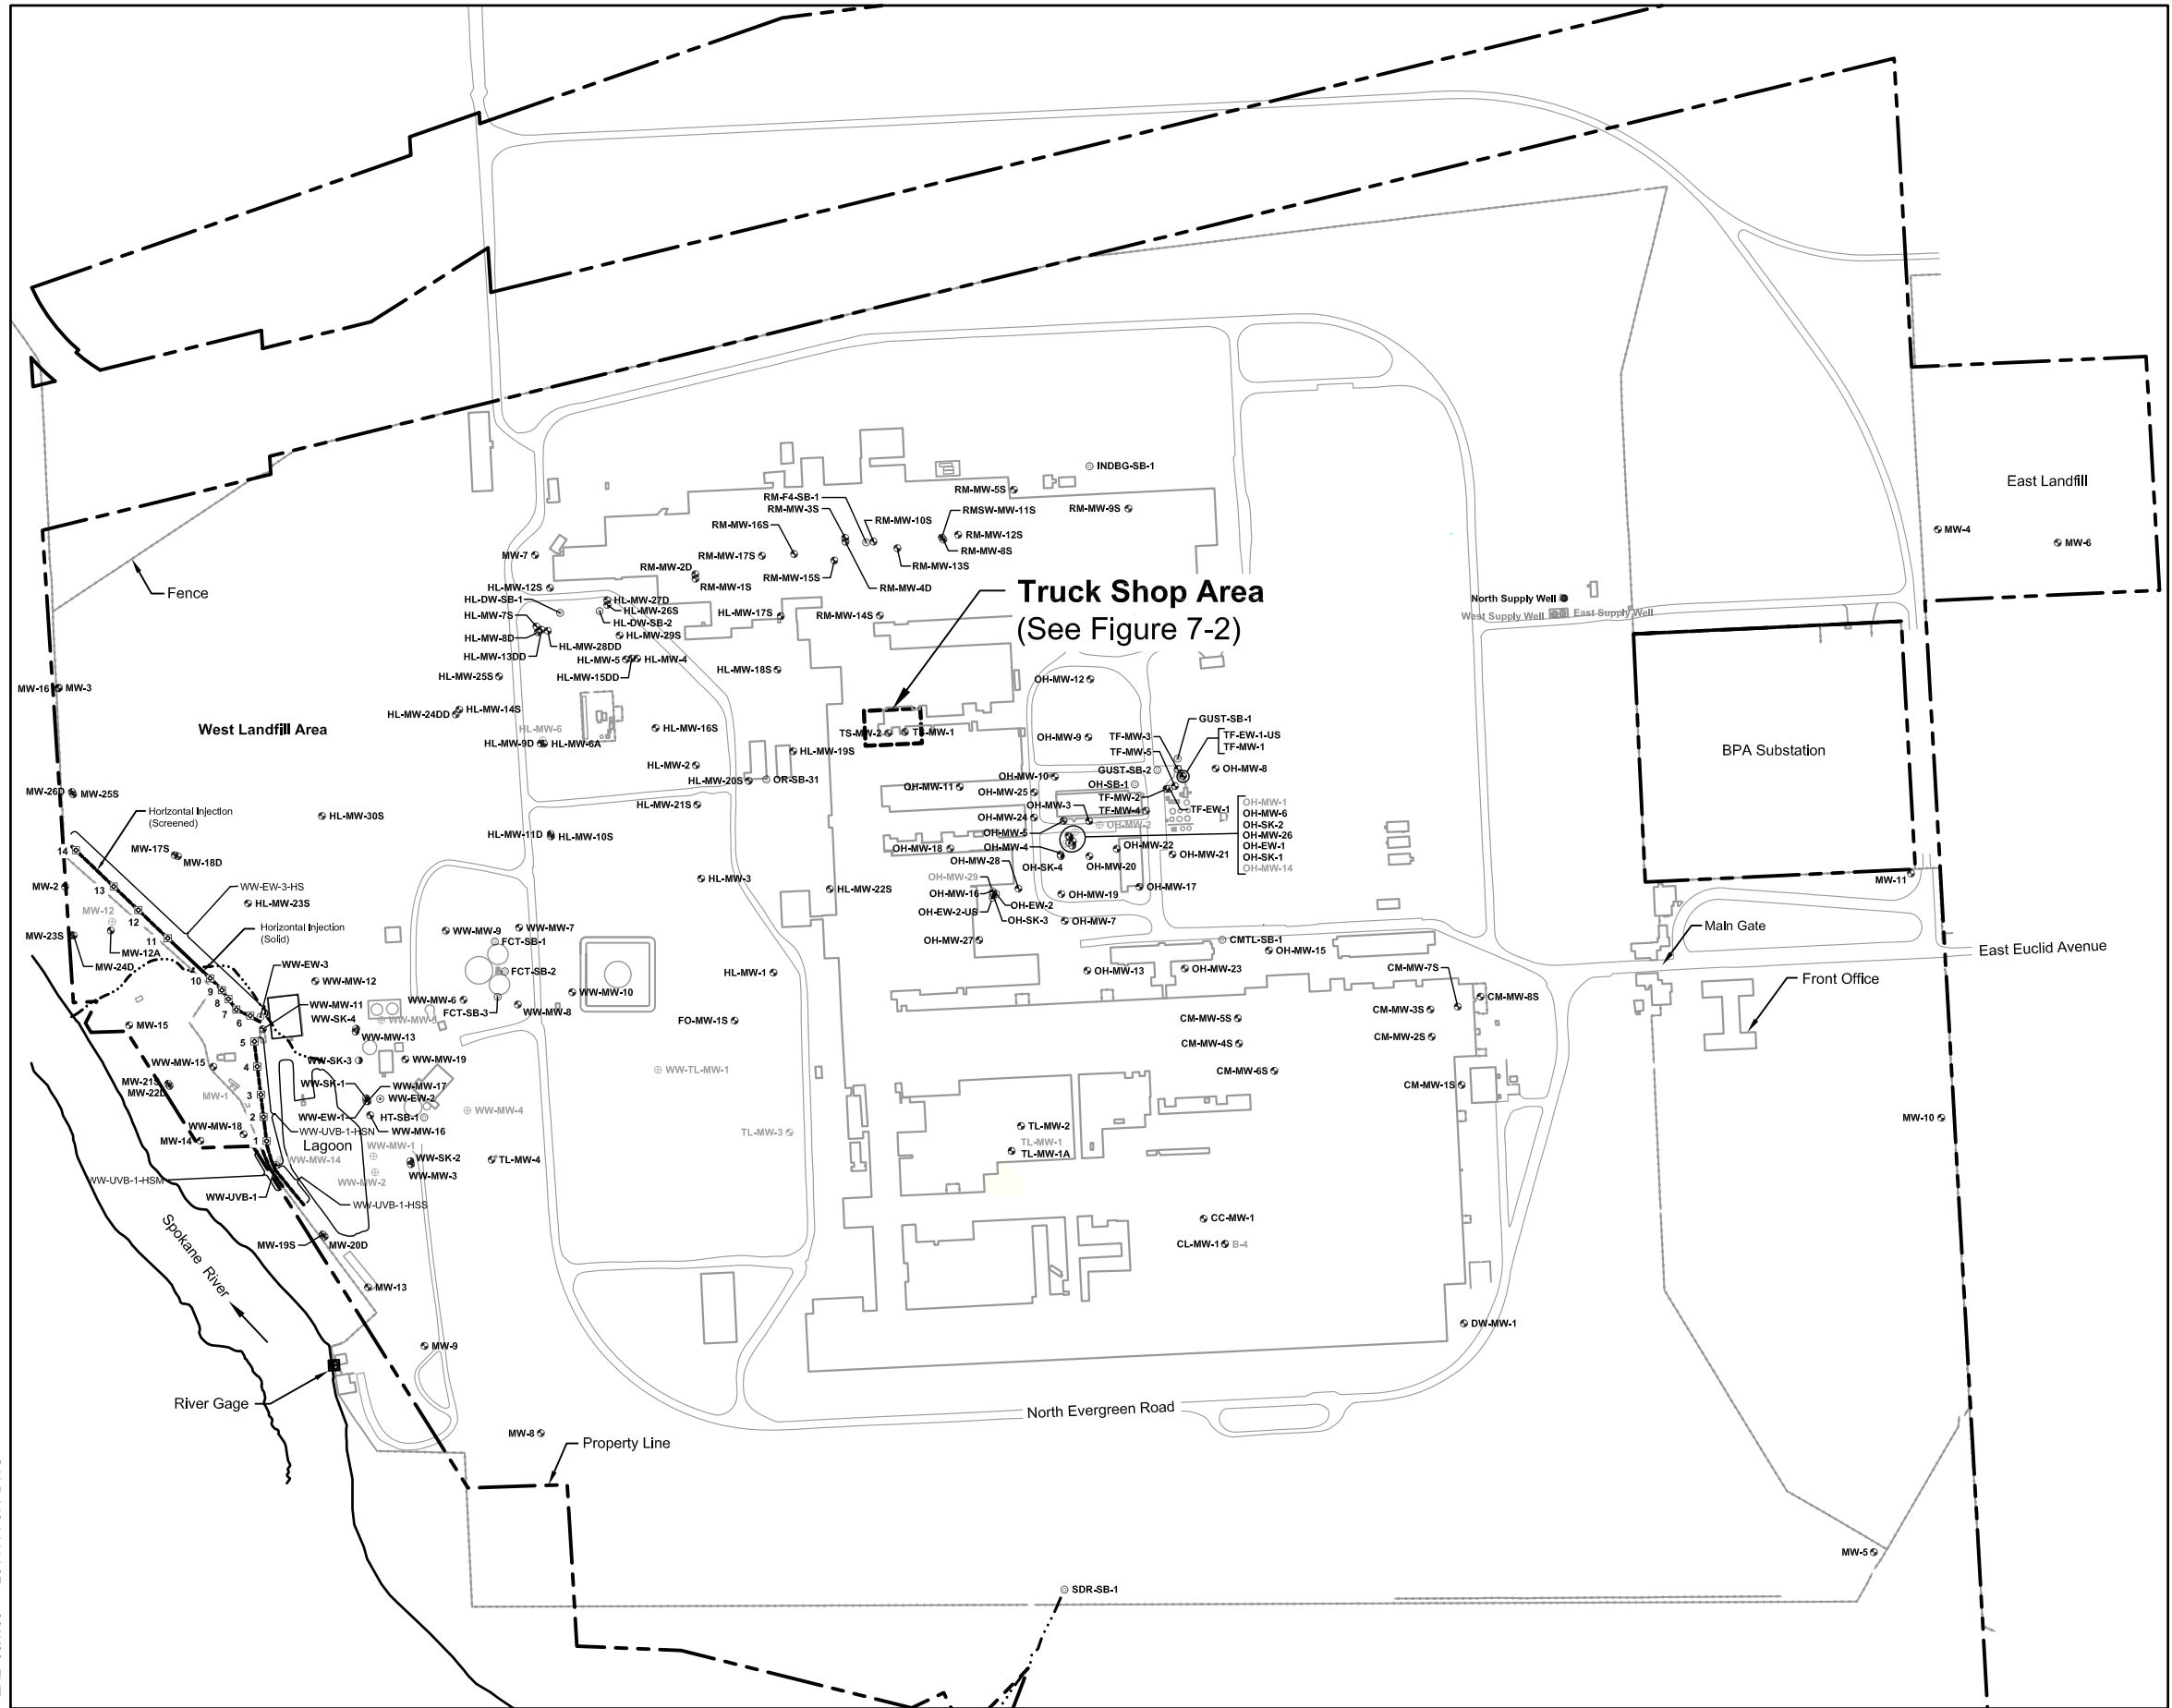 INDBG-SB-1
East Landfill
RM-MW-5S
RM-F4-SB-1
RM-MW-3S
RMSW-MW-11S
RM-MW-9S
RM-MW-16S
RM-MW-10S
RM-MW-12S
MW-4
MW-6
MW-7
RM-MW-17S
RM-MW-8S
RM-MW-2D
RM-MW-13S
RM-MW-15S
RM-MW-1S
RM-MW-4D
HL-MW-12S
Fence
Truck Shop Area
(See Figure 7-2)
HL-DW-SB-1
HL-MW-27D
HL-MW-26S
HL-MW-7S
HL-DW-SB-2
HL-MW-17S
RM-MW-14S
North Supply Well
West Supply Well
East Supply Well
HL-MW-8D
HL-MW-29S
HL-MW-28DD
HL-MW-13DD
HL-MW-5
HL-MW-4
HL-MW-25S
HL-MW-15DD
HL-MW-18S
OH-MW-12
MW-16
MW-3
HL-MW-24DD
HL-MW-14S
West Landfill Area
HL-MW-6
HL-MW-16S
HL-MW-9D
HL-MW-6A
TS-MW-2
TS-MW-1
GUST-SB-1
OH-MW-9
TF-MW-3
TF-EW-1-US
TF-MW-1
TF-MW-5
BPA Substation
HL-MW-19S
HL-MW-2
GUST-SB-2
OH-MW-8
HL-MW-20S
OR-SB-31
OH-MW-10
OH-MW-11
OH-SB-1
OH-MW-25
MW-26D
MW-25S
TF-MW-2
HL-MW-21S
OH-MW-3
TF-MW-4
TF-EW-1
OH-MW-1
OH-MW-6
OH-SK-2
OH-MW-26
OH-EW-1
OH-SK-1
OH-MW-14
Horizontal Injection
(Screened)
HL-MW-30S
OH-MW-24
OH-MW-2
HL-MW-11D
HL-MW-10S
OH-MW-5
14
MW-17S
MW-18D
OH-MW-18
OH-MW-4
OH-MW-22
OH-MW-21
OH-MW-28
OH-SK-4
OH-MW-20
MW-2
13
WW-EW-3-HS
HL-MW-3
OH-MW-29
HL-MW-22S
OH-MW-16
OH-MW-19
OH-MW-17
MW-11
HL-MW-23S
OH-EW-2
OH-EW-2-US
OH-SK-3
OH-MW-7
MW-12
12
Horizontal Injection
(Solid)
Main Gate
MW-23S
11
MW-12A
WW-MW-9
WW-MW-7
FCT-SB-1
OH-MW-27
CMTL-SB-1
OH-MW-15
East Euclid Avenue
MW-24D
WW-EW-3
FCT-SB-2
HL-MW-1
OH-MW-13
OH-MW-23
CM-MW-7S
Front Office
10
WW-MW-12
9
8
7
6
WW-MW-11
WW-SK-4
WW-MW-6
WW-MW-10
FCT-SB-3
WW-MW-8
CM-MW-8S
CM-MW-3S
MW-15
FO-MW-1S
CM-MW-5S
5
WW-MW-13
CM-MW-2S
CM-MW-4S
WW-MW-15
4
WW-SK-3
WW-MW-19
WW-TL-MW-1
CM-MW-6S
MW-21S
MW-22D
WW-SK-1
WW-MW-17
CM-MW-1S
MW-1
3
WW-EW-2
WW-EW-1
HT-SB-1
WW-MW-4
2
WW-MW-18
WW-UVB-1-HSN
WW-MW-16
TL-MW-3
TL-MW-2
MW-10
MW-14
1
Lagoon
WW-MW-1
TL-MW-1
TL-MW-1A
WW-MW-14
WW-SK-2
TL-MW-4
WW-UVB-1-HSM
WW-MW-2
WW-MW-3
WW-UVB-1
WW-UVB-1-HSS
CC-MW-1
Spokane River
MW-19S
MW-20D
CL-MW-1
B-4
MW-13
DW-MW-1
MW-9
River Gage
North Evergreen Road
MW-8
Property Line
MW-5
SDR-SB-1